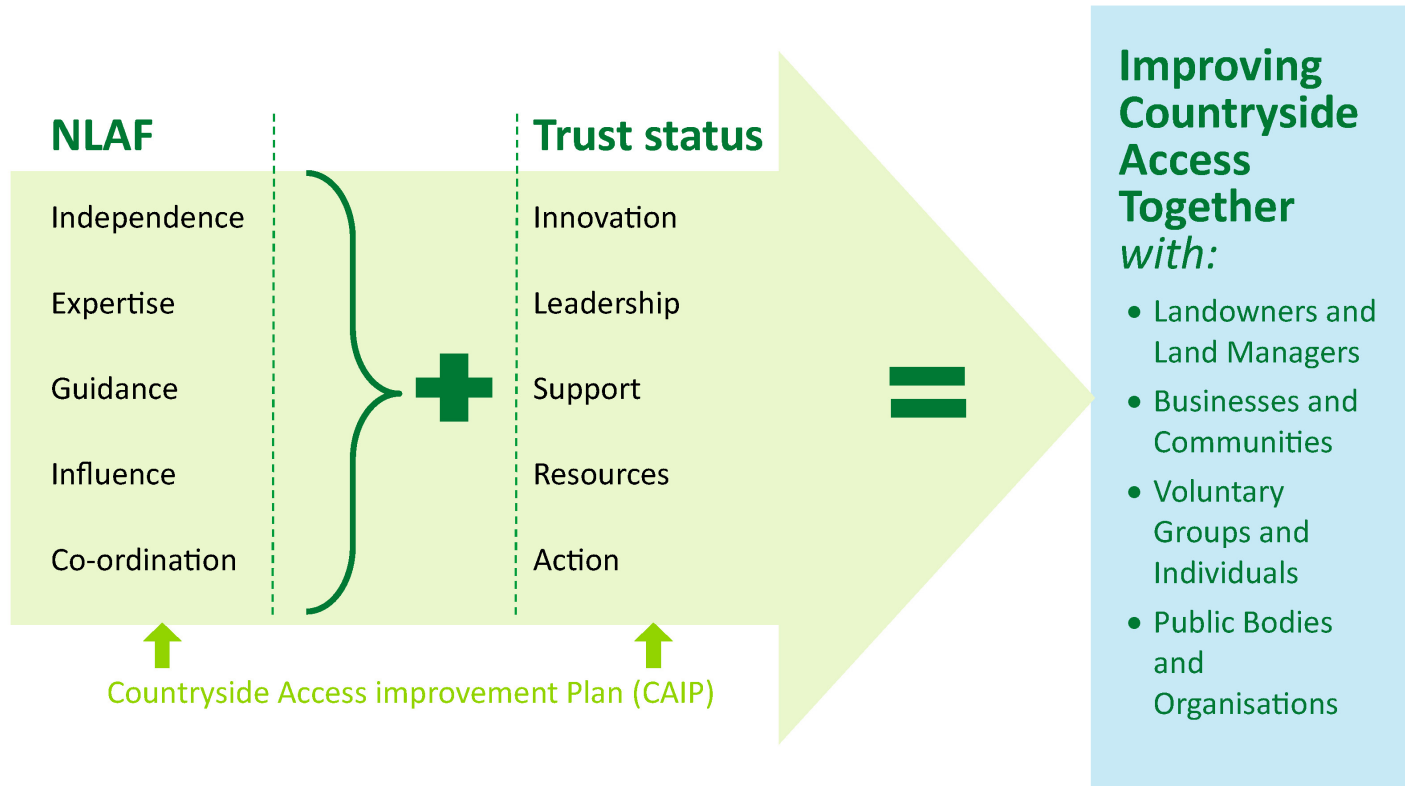 NLAF
Independence
Expertise
Guidance
Influence
Co-ordination
Trust status
Innovation
Leadership
Support
Resources
Action
Countryside Access improvement Plan (CAIP)
Improving
Countryside
Access
Together
with:
• Landowners and
Land Managers
• Businesses and
Communities
• Voluntary
Groups and
Individuals
• Public Bodies
and
Organisations